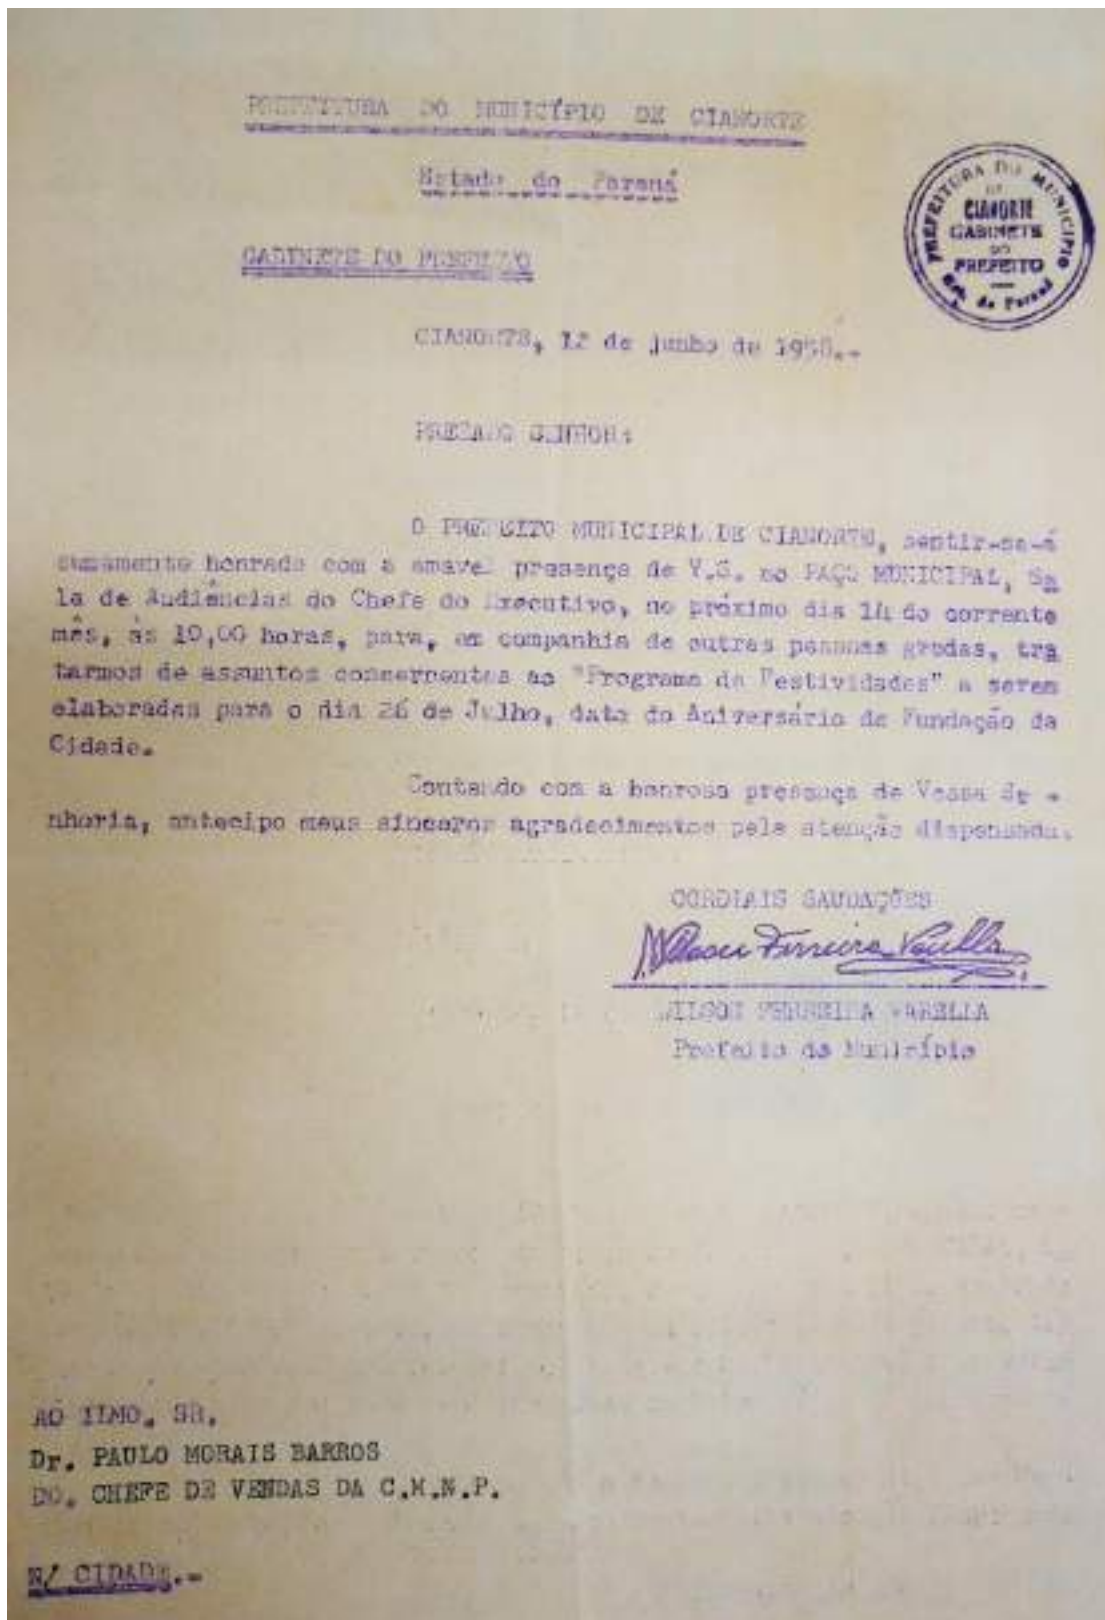 PREFEITURA DO MUNICÍPIO DE CIANORTE
Estado do Paraná
PREFEITURA DO MUNICIPIO
DE
CIANORTE
GABINETE
DO
PREFEITO
Est. do Paraná
GABINETE DO PREFEITO
CIANORTE, 12 de junho de 1958.-
PREZADO SENHOR:
O PREFEITO MUNICIPAL DE CIANORTE, sentir-se-á
sumamente honrado com a amavel presença de V.S. no PAÇO MUNICIPAL, Sa
la de Audiências do Chefe do Executivo, no próximo dia 14 do corrente
mês, às 10,00 horas, para, em companhia de outras pessoas gradas, tra
tarmos de assuntos concernentes ao "Programa de Festividades" a serem
elaboradas para o dia 26 de Julho, data do Aniversário de Fundação da
Cidade.
Contando com a honrosa presença de Vossa Se -
nhoria, antecipo meus sinceros agradecimentos pela atenção dispensada.
CORDIAIS SAUDAÇÕES
Wilson Ferreira Varella
WILSON FERREIRA VARELLA
Prefeito do Município
AO ILMO. SR.
Dr. PAULO MORAIS BARROS
DD. CHEFE DE VENDAS DA C.M.N.P.
N/ CIDADE.-